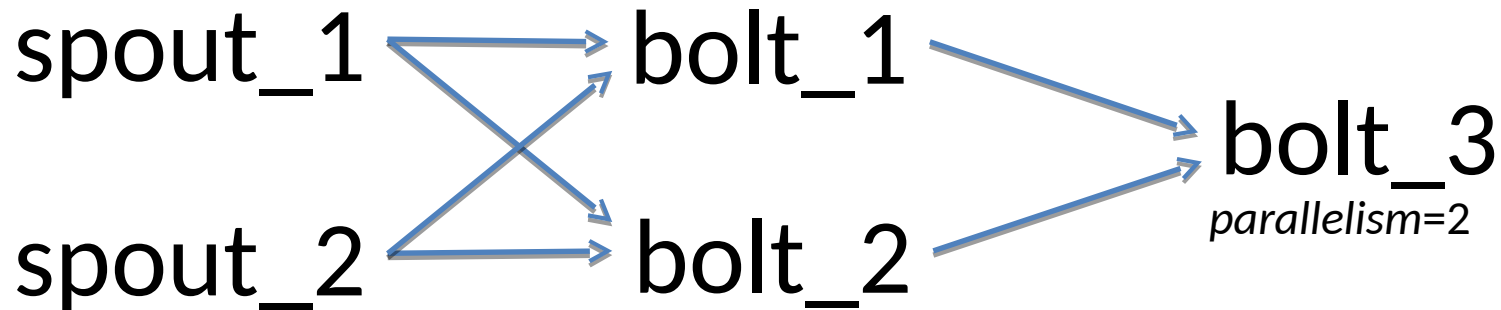 spout_1
bolt_1
bolt_3
parallelism=2
spout_2
bolt_2